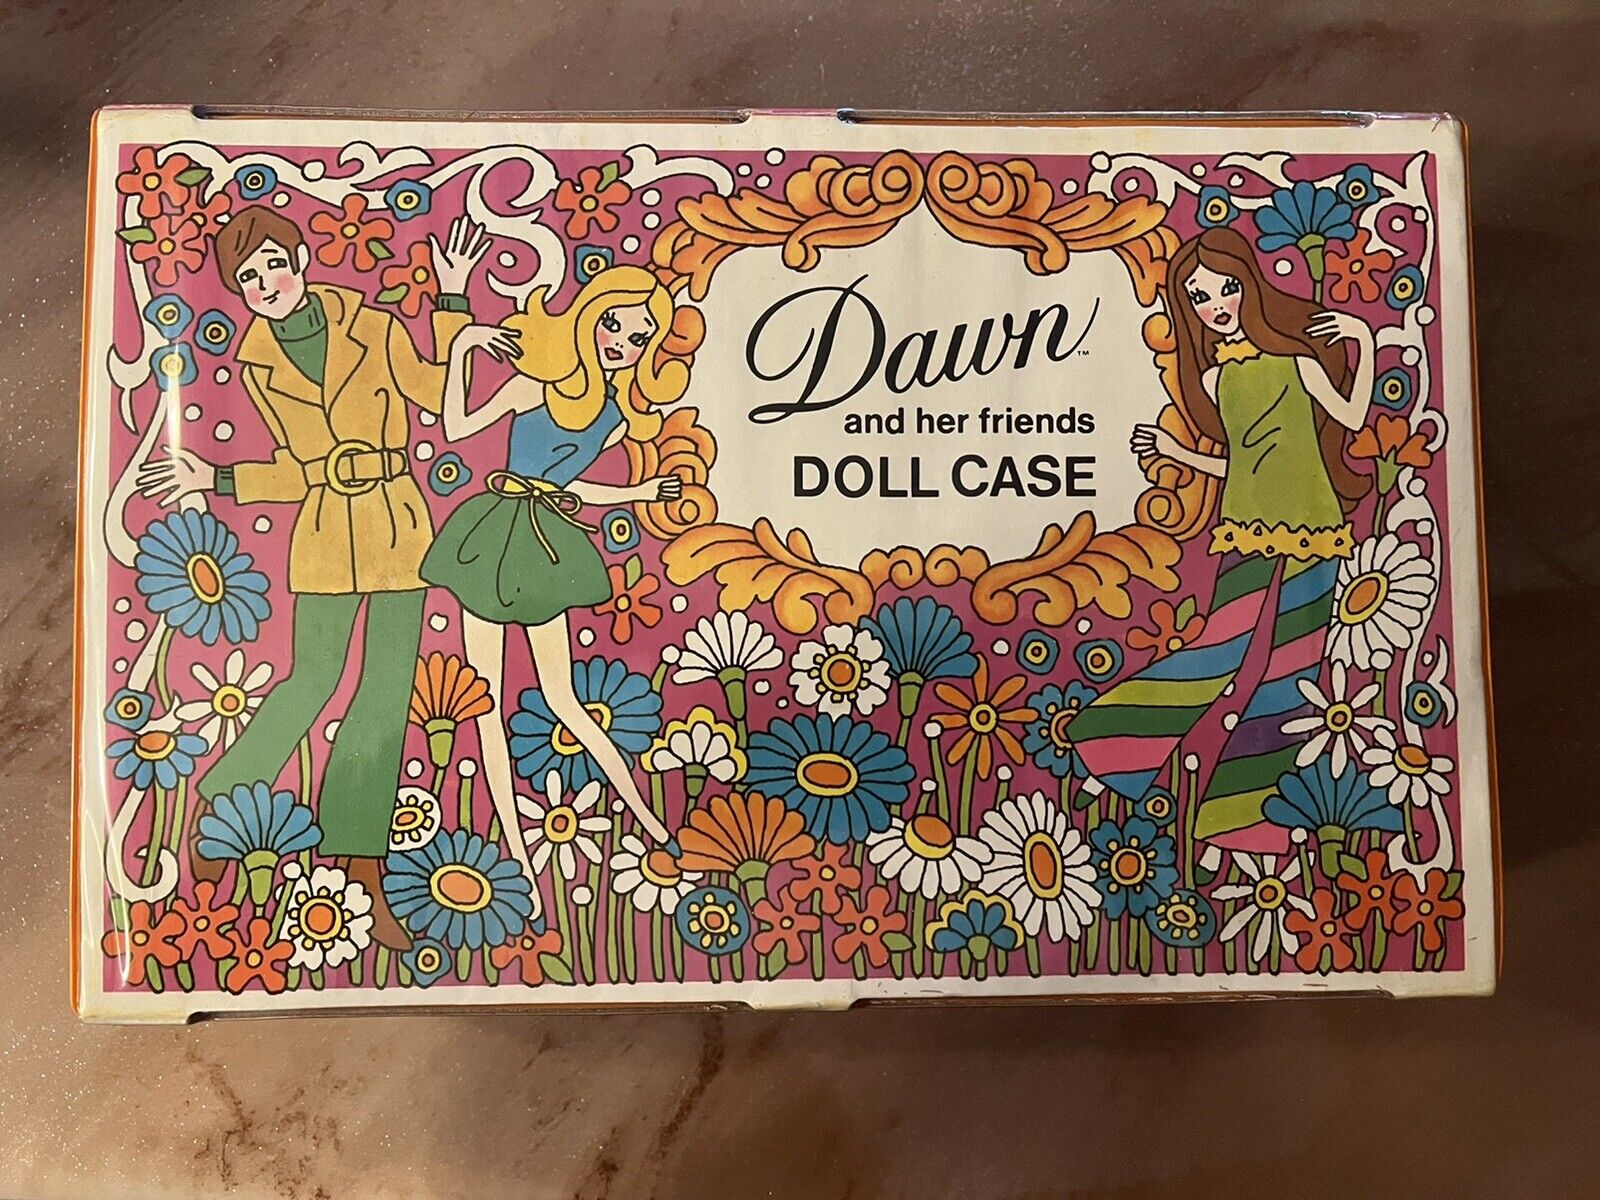 Dawn™
and her friends
DOLL CASE